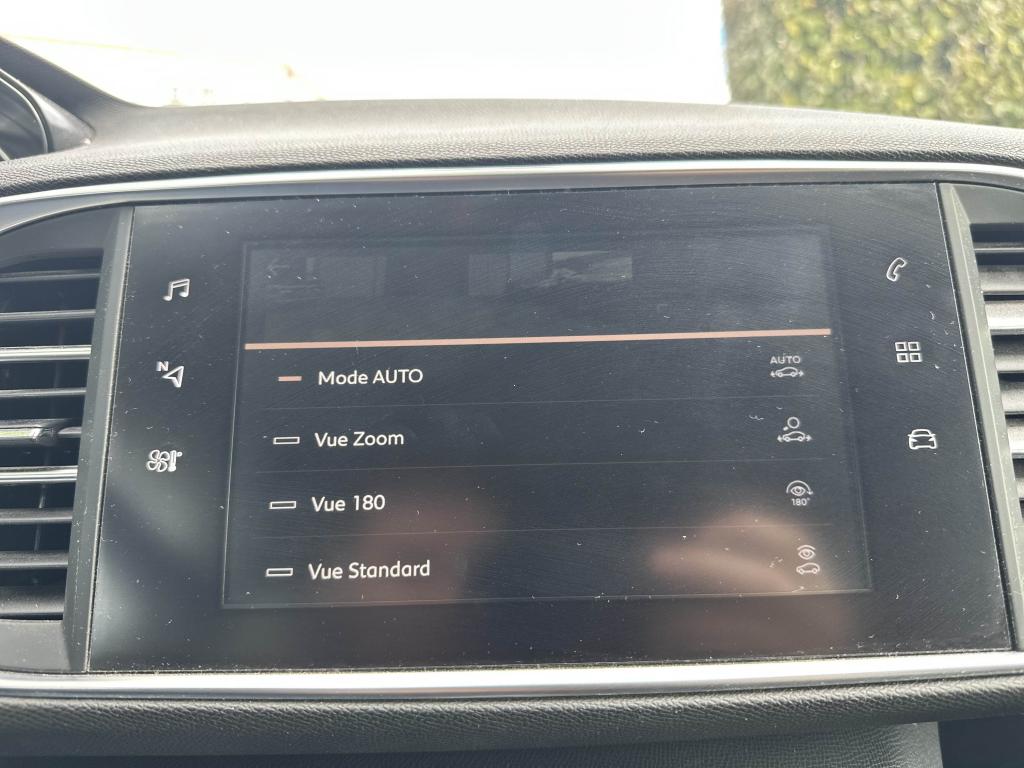 N
AUTO
Mode AUTO
Vue Zoom
Vue 180
180°
Vue Standard